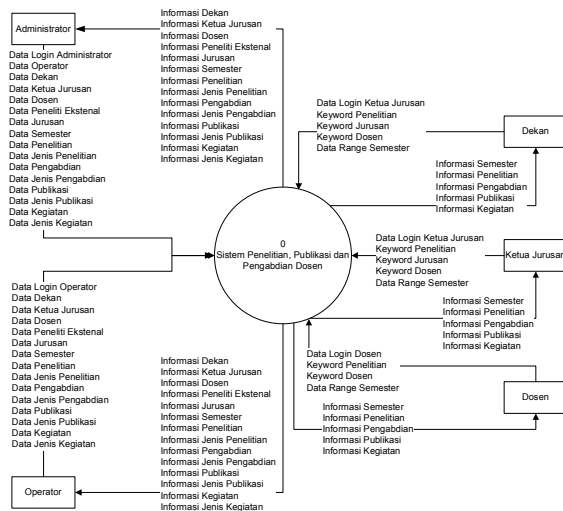 Administrator
Data Login Administrator
Data Operator
Data Dekan
Data Ketua Jurusan
Data Dosen
Data Peneliti Ekstenal
Data Jurusan
Data Semester
Data Penelitian
Data Jenis Penelitian
Data Pengabdian
Data Jenis Pengabdian
Data Publikasi
Data Jenis Publikasi
Data Kegiatan
Data Jenis Kegiatan
Informasi Dekan
Informasi Ketua Jurusan
Informasi Dosen
Informasi Peneliti Ekstenal
Informasi Jurusan
Informasi Semester
Informasi Penelitian
Informasi Jenis Penelitian
Informasi Pengabdian
Informasi Jenis Pengabdian
Informasi Publikasi
Informasi Jenis Publikasi
Informasi Kegiatan
Informasi Jenis Kegiatan
Data Login Ketua Jurusan
Keyword Penelitian
Keyword Jurusan
Keyword Dosen
Data Range Semester
Dekan
Informasi Semester
Informasi Penelitian
Informasi Pengabdian
Informasi Publikasi
Informasi Kegiatan
0
Sistem Penelitian, Publikasi dan
Pengabdian Dosen
Data Login Ketua Jurusan
Keyword Penelitian
Keyword Jurusan
Keyword Dosen
Data Range Semester
Ketua Jurusan
Informasi Semester
Informasi Penelitian
Informasi Pengabdian
Informasi Publikasi
Informasi Kegiatan
Data Login Dosen
Keyword Penelitian
Keyword Dosen
Data Range Semester
Dosen
Informasi Semester
Informasi Penelitian
Informasi Pengabdian
Informasi Publikasi
Informasi Kegiatan
Data Login Operator
Data Dekan
Data Ketua Jurusan
Data Dosen
Data Peneliti Ekstenal
Data Jurusan
Data Semester
Data Penelitian
Data Jenis Penelitian
Data Pengabdian
Data Jenis Pengabdian
Data Publikasi
Data Jenis Publikasi
Data Kegiatan
Data Jenis Kegiatan
Operator
Informasi Dekan
Informasi Ketua Jurusan
Informasi Dosen
Informasi Peneliti Ekstenal
Informasi Jurusan
Informasi Semester
Informasi Penelitian
Informasi Jenis Penelitian
Informasi Pengabdian
Informasi Jenis Pengabdian
Informasi Publikasi
Informasi Jenis Publikasi
Informasi Kegiatan
Informasi Jenis Kegiatan